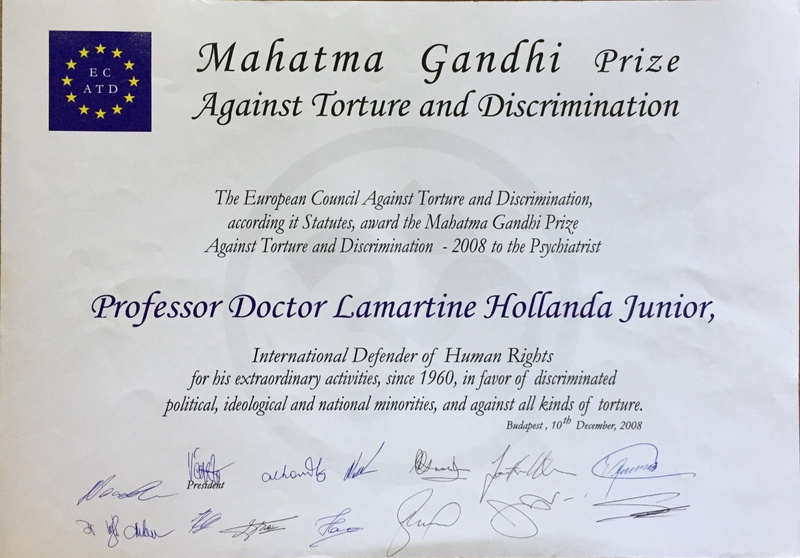 E C
A T D
Mahatma Gandhi Prize
Against Torture and Discrimination
The European Council Against Torture and Discrimination,
according it Statutes, award the Mahatma Gandhi Prize
Against Torture and Discrimination - 2008 to the Psychiatrist
Professor Doctor Lamartine Hollanda Junior,
International Defender of Human Rights
for his extraordinary activities, since 1960, in favor of discriminated
political, ideological and national minorities, and against all kinds of torture.
Budapest , 10th December, 2008
President